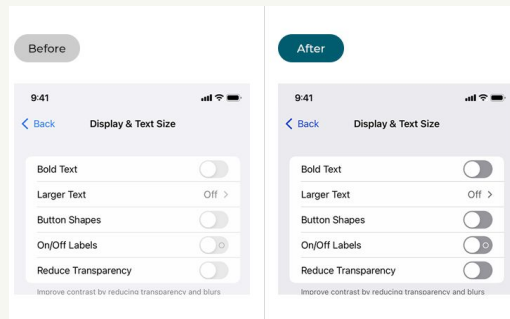 Before
9:41
Back Display & Text Size
Bold Text
Larger Text Off
Button Shapes
On/Off Labels
Reduce Transparency
Improve contrast by reducing transparency and blurs
After
9:41
Back Display & Text Size
Bold Text
Larger Text Off
Button Shapes
On/Off Labels
Reduce Transparency
Improve contrast by reducing transparency and blurs